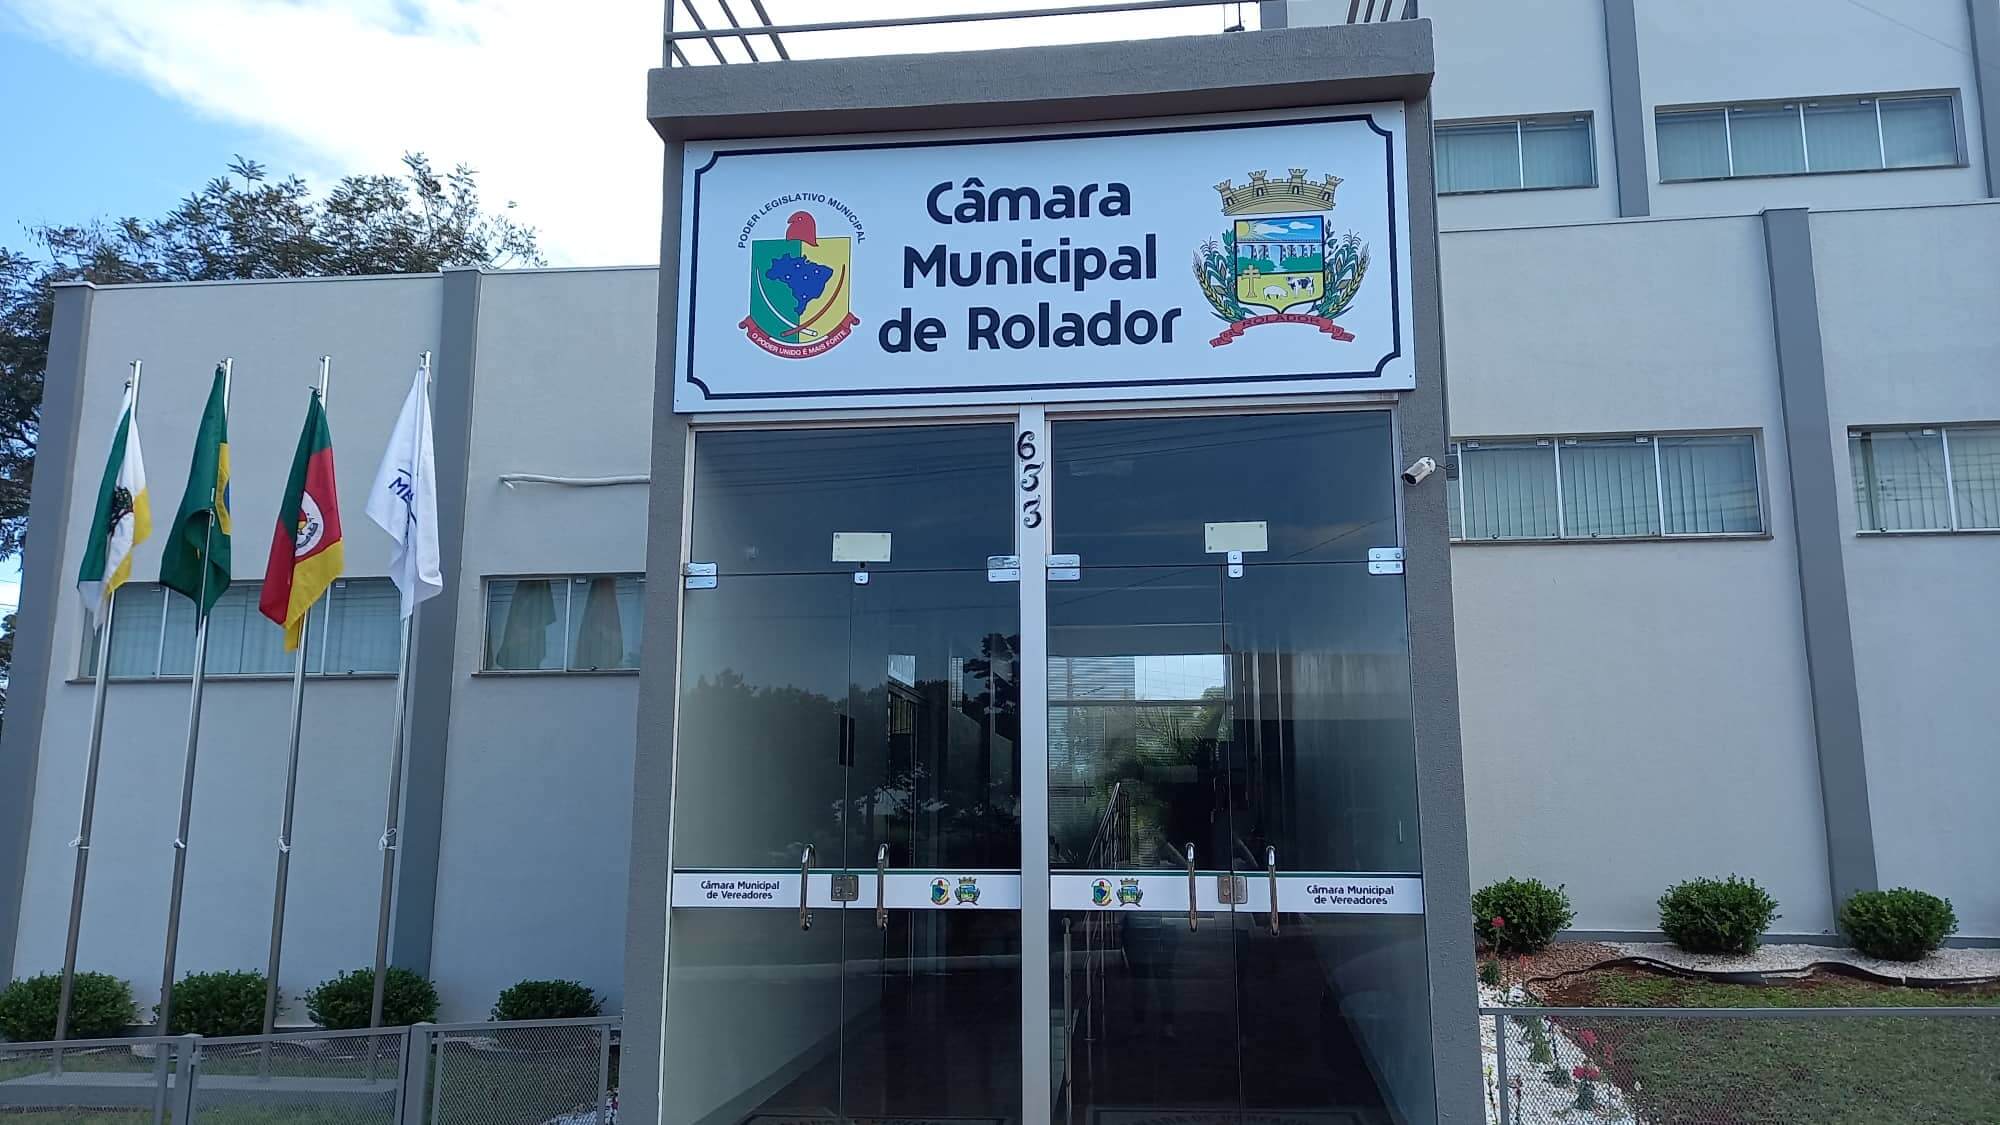 PODER LEGISLATIVO MUNICIPAL
O PODER UNIDO É MAIS FORTE
Câmara
Municipal
de Rolador
ROLADOR
633
Câmara Municipal
de Vereadores
Câmara Municipal
de Vereadores